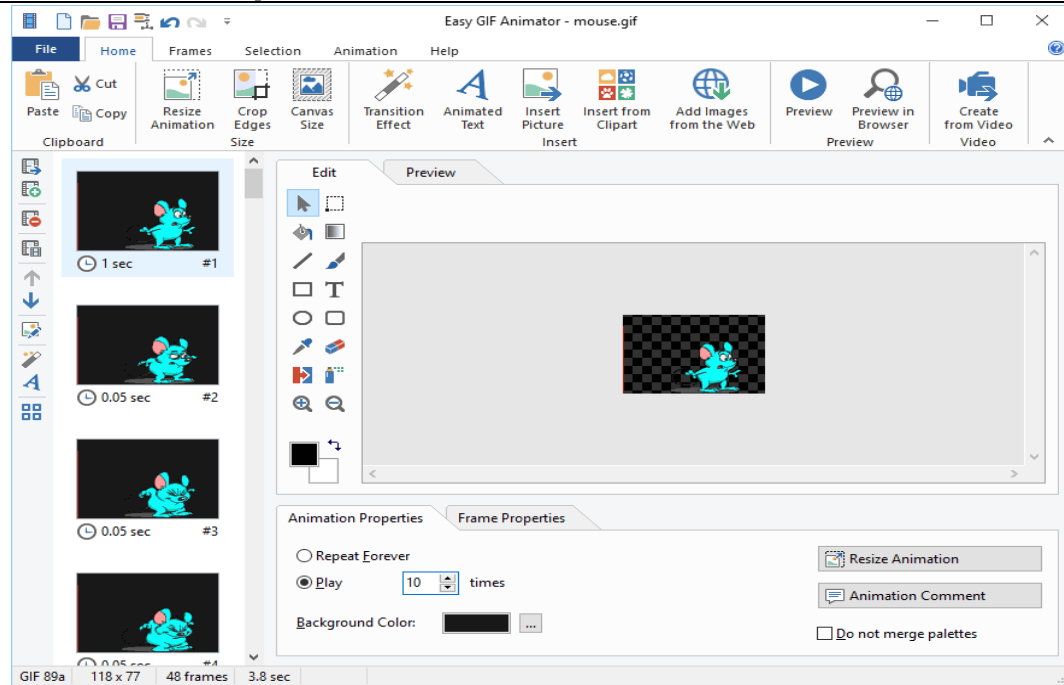 Easy GIF Animator - mouse.gif
File Home Frames Selection Animation Help
Paste Cut Copy Resize Animation Crop Edges Canvas Size Transition Effect Animated Text Insert Picture Insert from Clipart Add Images from the Web Preview Preview in Browser Create from Video
Clipboard Size Insert Preview Video
Edit Preview
1 sec #1
0.05 sec #2
0.05 sec #3
0.05 sec #4
Animation Properties Frame Properties
Repeat Forever
Play 10 times
Background Color: ...
Resize Animation
Animation Comment
Do not merge palettes
GIF 89a 118 x 77 48 frames 3.8 sec